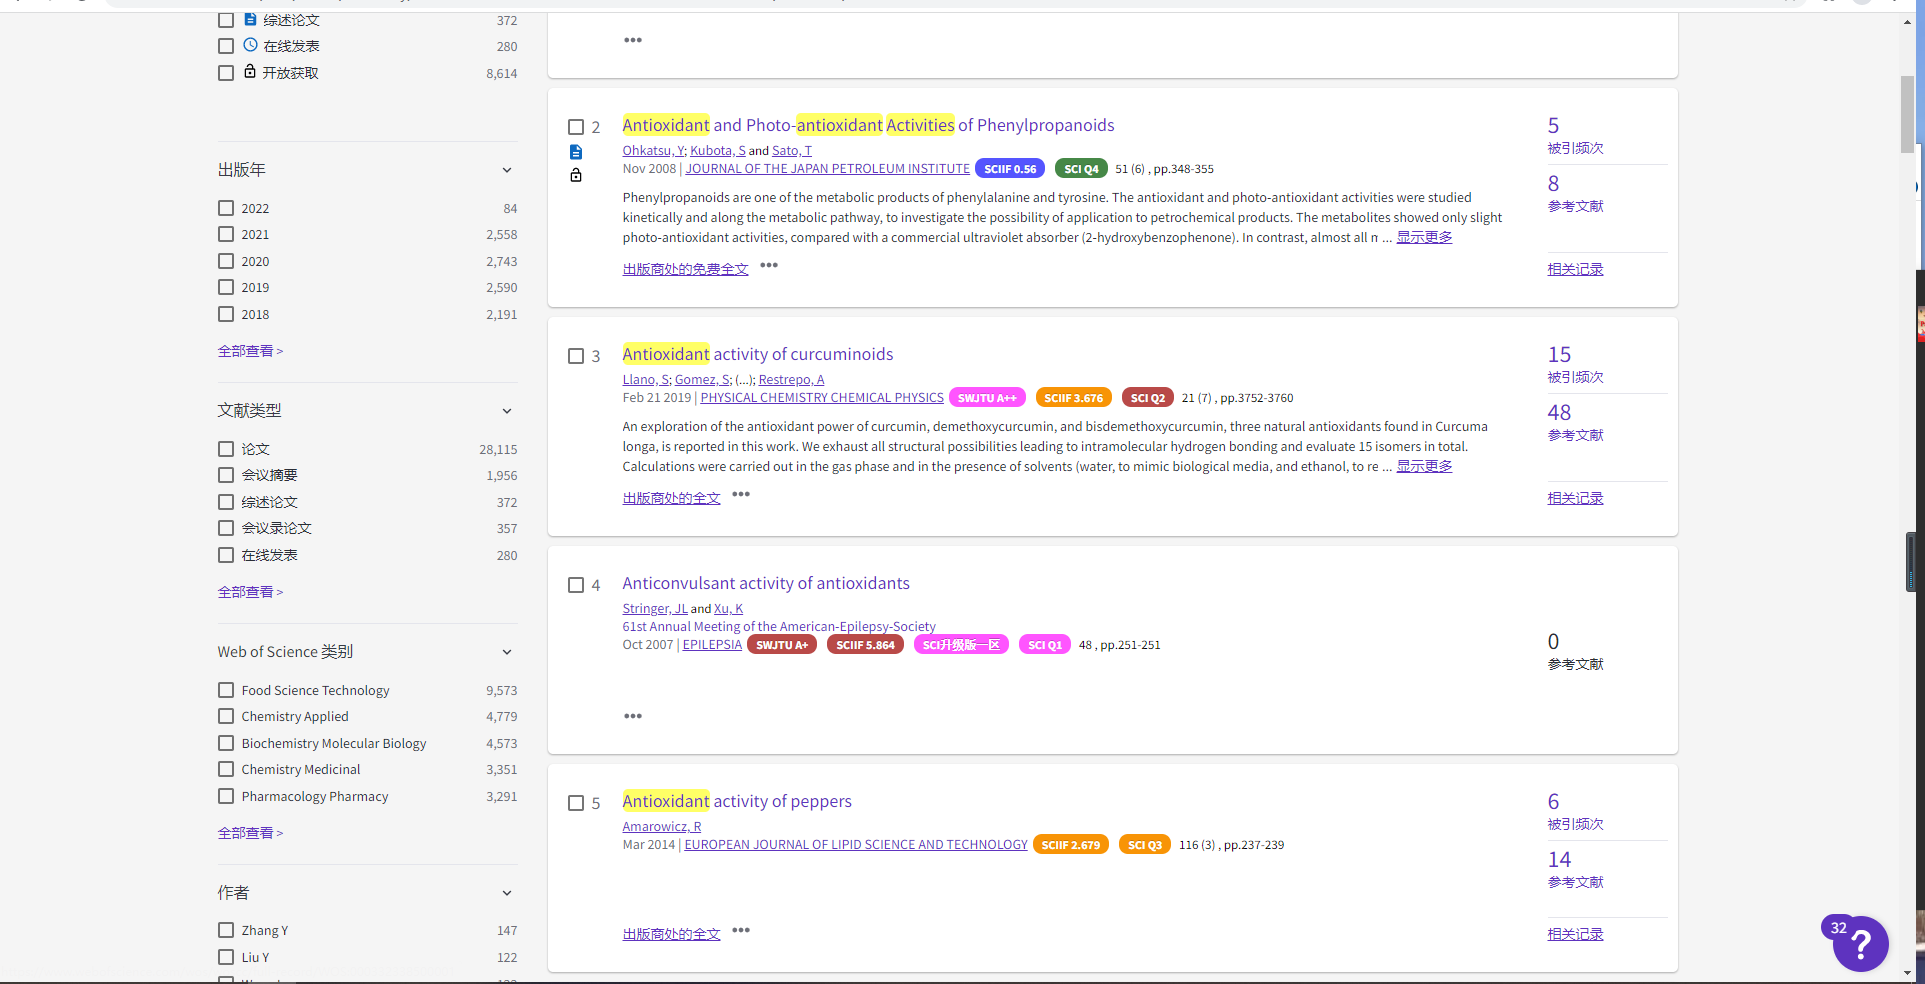 综述论文 372
在线发表 280
开放获取 8,614
出版年
2022 84
2021 2,558
2020 2,743
2019 2,590
2018 2,191
全部查看 >
文献类型
论文 28,115
会议摘要 1,956
综述论文 372
会议录论文 357
在线发表 280
全部查看 >
Web of Science 类别
Food Science Technology 9,573
Chemistry Applied 4,779
Biochemistry Molecular Biology 4,573
Chemistry Medicinal 3,351
Pharmacology Pharmacy 3,291
全部查看 >
作者
Zhang Y 147
Liu Y 122
2 Antioxidant and Photo-antioxidant Activities of Phenylpropanoids
Ohkatsu, Y; Kubota, S and Sato, T
Nov 2008 | JOURNAL OF THE JAPAN PETROLEUM INSTITUTE SCIIF 0.56 SCI Q4 51 (6) , pp.348-355
Phenylpropanoids are one of the metabolic products of phenylalanine and tyrosine. The antioxidant and photo-antioxidant activities were studied
kinetically and along the metabolic pathway, to investigate the possibility of application to petrochemical products. The metabolites showed only slight
photo-antioxidant activities, compared with a commercial ultraviolet absorber (2-hydroxybenzophenone). In contrast, almost all ... 显示更多
出版商处的免费全文
5
被引频次
8
参考文献
相关记录
3 Antioxidant activity of curcuminoids
Llano, S; Gomez, S; (...); Restrepo, A
Feb 21 2019 | PHYSICAL CHEMISTRY CHEMICAL PHYSICS SWJTU A++ SCIIF 3.676 SCI Q2 21 (7) , pp.3752-3760
An exploration of the antioxidant power of curcumin, demethoxycurcumin, and bisdemethoxycurcumin, three natural antioxidants found in Curcuma
longa, is reported in this work. We exhaust all structural possibilities leading to intramolecular hydrogen bonding and evaluate 15 isomers in total.
Calculations were carried out in the gas phase and in the presence of solvents (water, to mimic biological media, and ethanol, to re ... 显示更多
出版商处的全文
15
被引频次
48
参考文献
相关记录
4 Anticonvulsant activity of antioxidants
Stringer, JL and Xu, K
61st Annual Meeting of the American-Epilepsy-Society
Oct 2007 | EPILEPSIA SWJTU A+ SCIIF 5.864 SCI升级版一区 SCI Q1 48 , pp.251-251
0
参考文献
5 Antioxidant activity of peppers
Amarowicz, R
Mar 2014 | EUROPEAN JOURNAL OF LIPID SCIENCE AND TECHNOLOGY SCIIF 2.679 SCI Q3 116 (3) , pp.237-239
出版商处的全文
6
被引频次
14
参考文献
相关记录
32
?